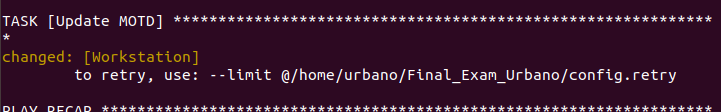 TASK [Update MOTD] *************************************************************
*
changed: [Workstation]
to retry, use: --limit @/home/urbano/Final_Exam_Urbano/config.retry
PLAY RECAP *********************************************************************